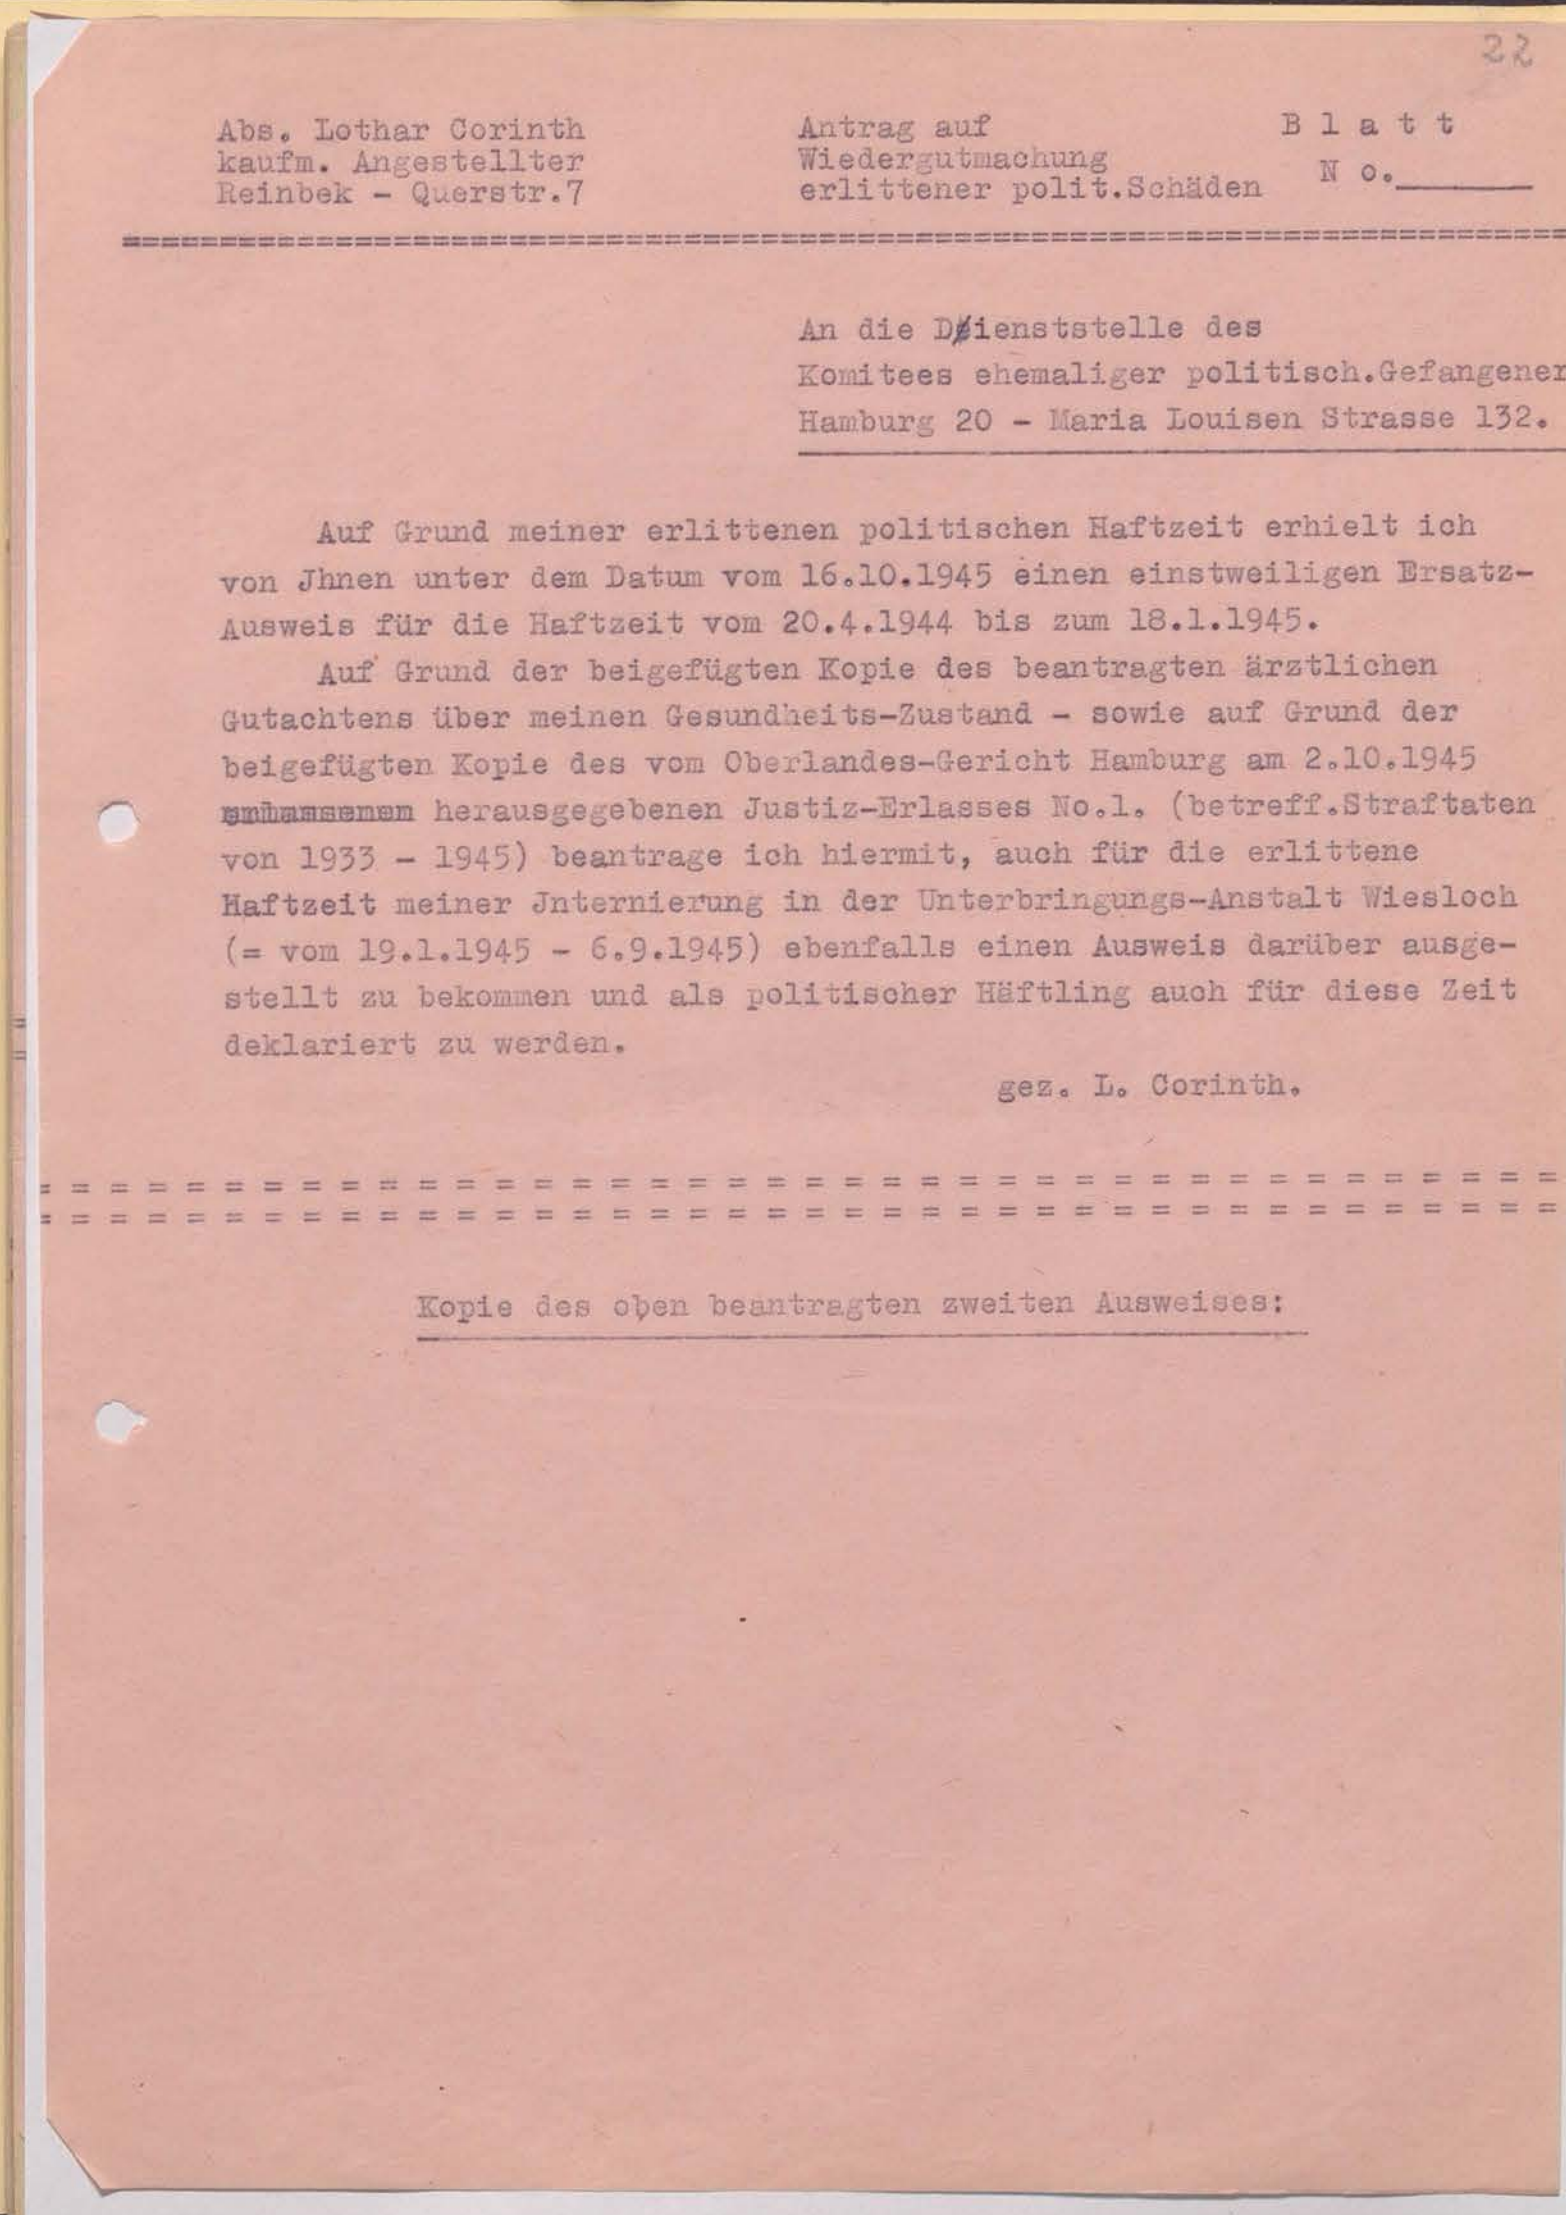 22
Abs. Lothar Corinth
kaufm. Angestellter
Reinbek - Querstr.7
Antrag auf
Wiedergutmachung
erlittener polit.Schäden
B l a t t
N o.______
================================================================================
An die Dienststelle des
Komitees ehemaliger politisch.Gefangener
Hamburg 20 - Maria Louisen Strasse 132.
Auf Grund meiner erlittenen politischen Haftzeit erhielt ich
von Jhnen unter dem Datum vom 16.10.1945 einen einstweiligen Ersatz-
Ausweis für die Haftzeit vom 20.4.1944 bis zum 18.1.1945.
Auf Grund der beigefügten Kopie des beantragten ärztlichen
Gutachtens über meinen Gesundheits-Zustand - sowie auf Grund der
beigefügten Kopie des vom Oberlandes-Gericht Hamburg am 2.10.1945
herausgegebenen Justiz-Erlasses No.1. (betreff.Straftaten
von 1933 - 1945) beantrage ich hiermit, auch für die erlittene
Haftzeit meiner Jnternierung in der Unterbringungs-Anstalt Wiesloch
(= vom 19.1.1945 - 6.9.1945) ebenfalls einen Ausweis darüber ausge-
stellt zu bekommen und als politischer Häftling auch für diese Zeit
deklariert zu werden.
gez. L. Corinth.
= = = = = = = = = = = = = = = = = = = = = = = = = = = = = = = = = = = = = = = =
= = = = = = = = = = = = = = = = = = = = = = = = = = = = = = = = = = = = = = = =
Kopie des oben beantragten zweiten Ausweises: